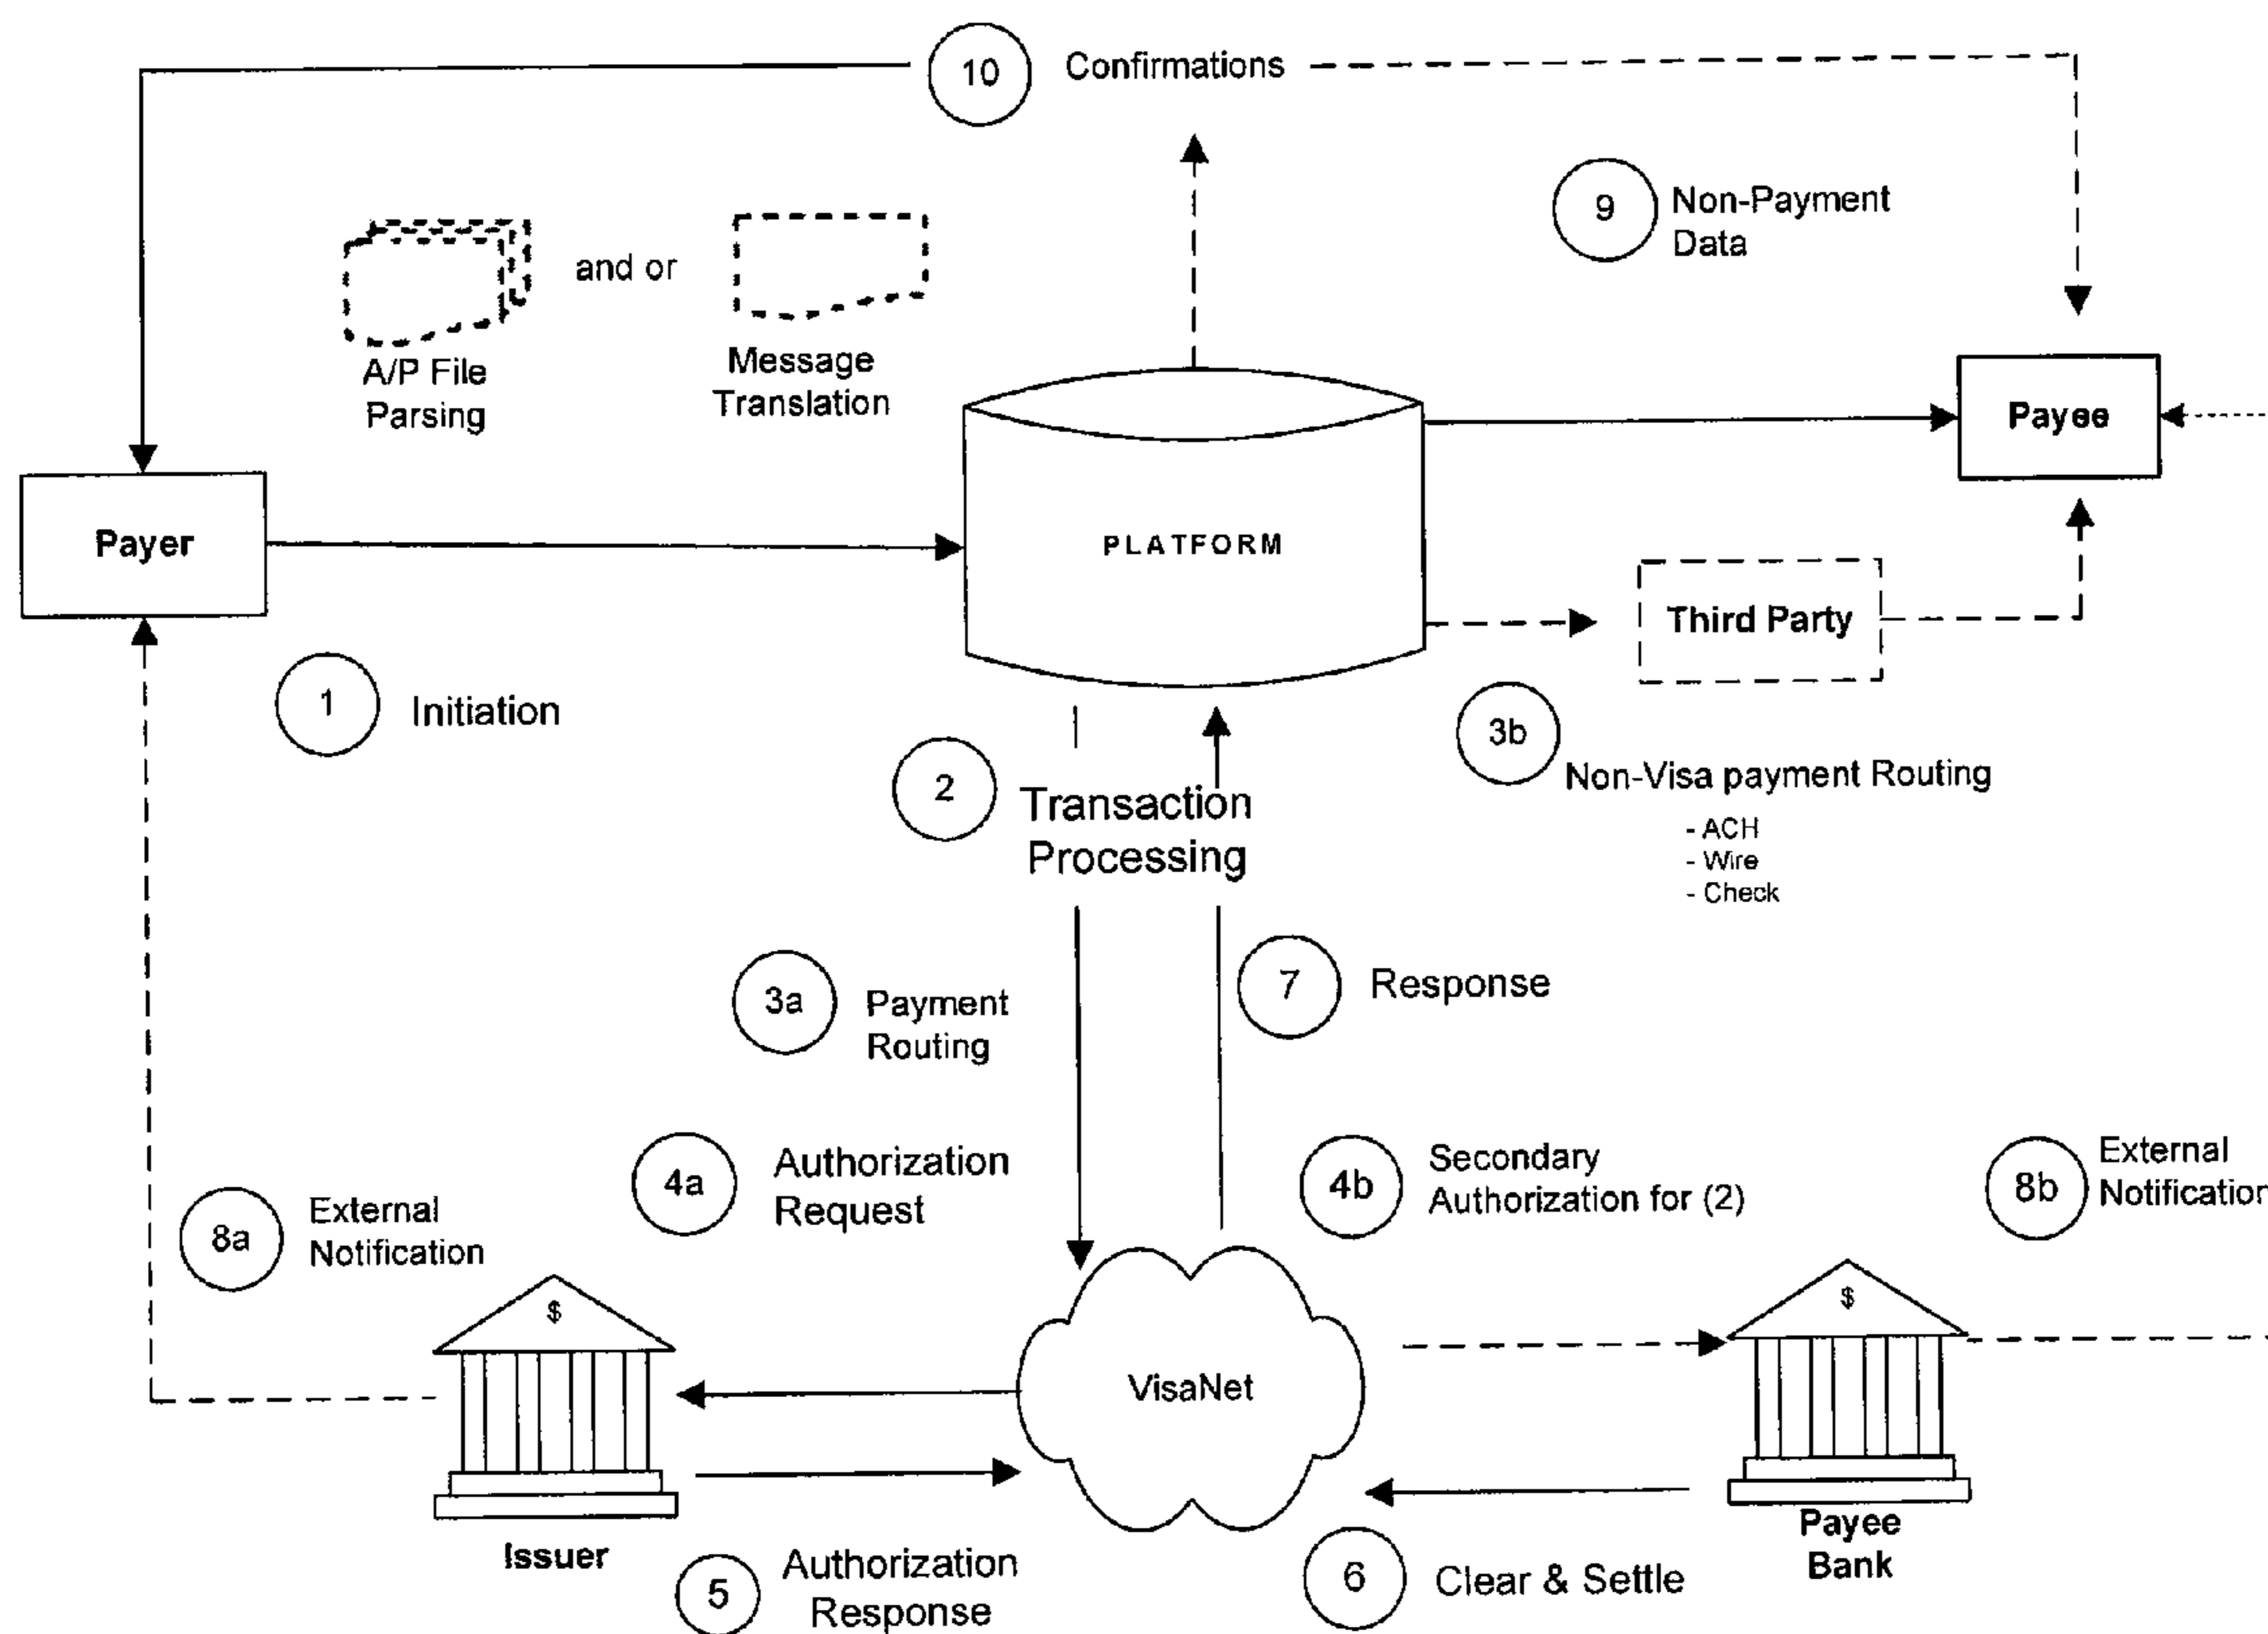 10
Confirmations
9
Non-Payment
Data
and or
A/P File
Parsing
Message
Translation
Payee
Payer
PLATFORM
Third Party
1
Initiation
3b
Non-Visa payment Routing
- ACH
- Wire
- Check
2
Transaction
Processing
3a
Payment
Routing
7
Response
4a
Authorization
Request
4b
Secondary
Authorization for (2)
8b
External
Notification
8a
External
Notification
$
$
VisaNet
Issuer
Payee
Bank
5
Authorization
Response
6
Clear & Settle